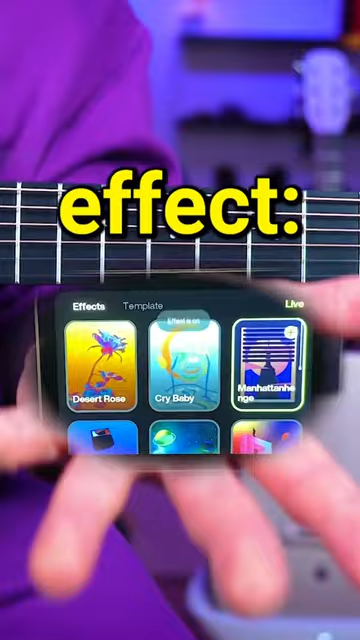 effect:
Effects Template Live
Effect is on
Desert Rose
Cry Baby
Manhattanhe
nge